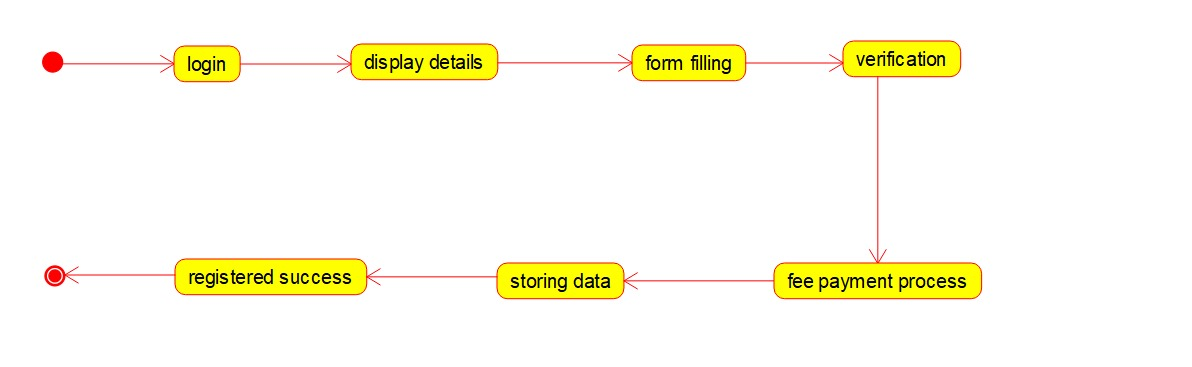 login
display details
form filling
verification
registered success
storing data
fee payment process